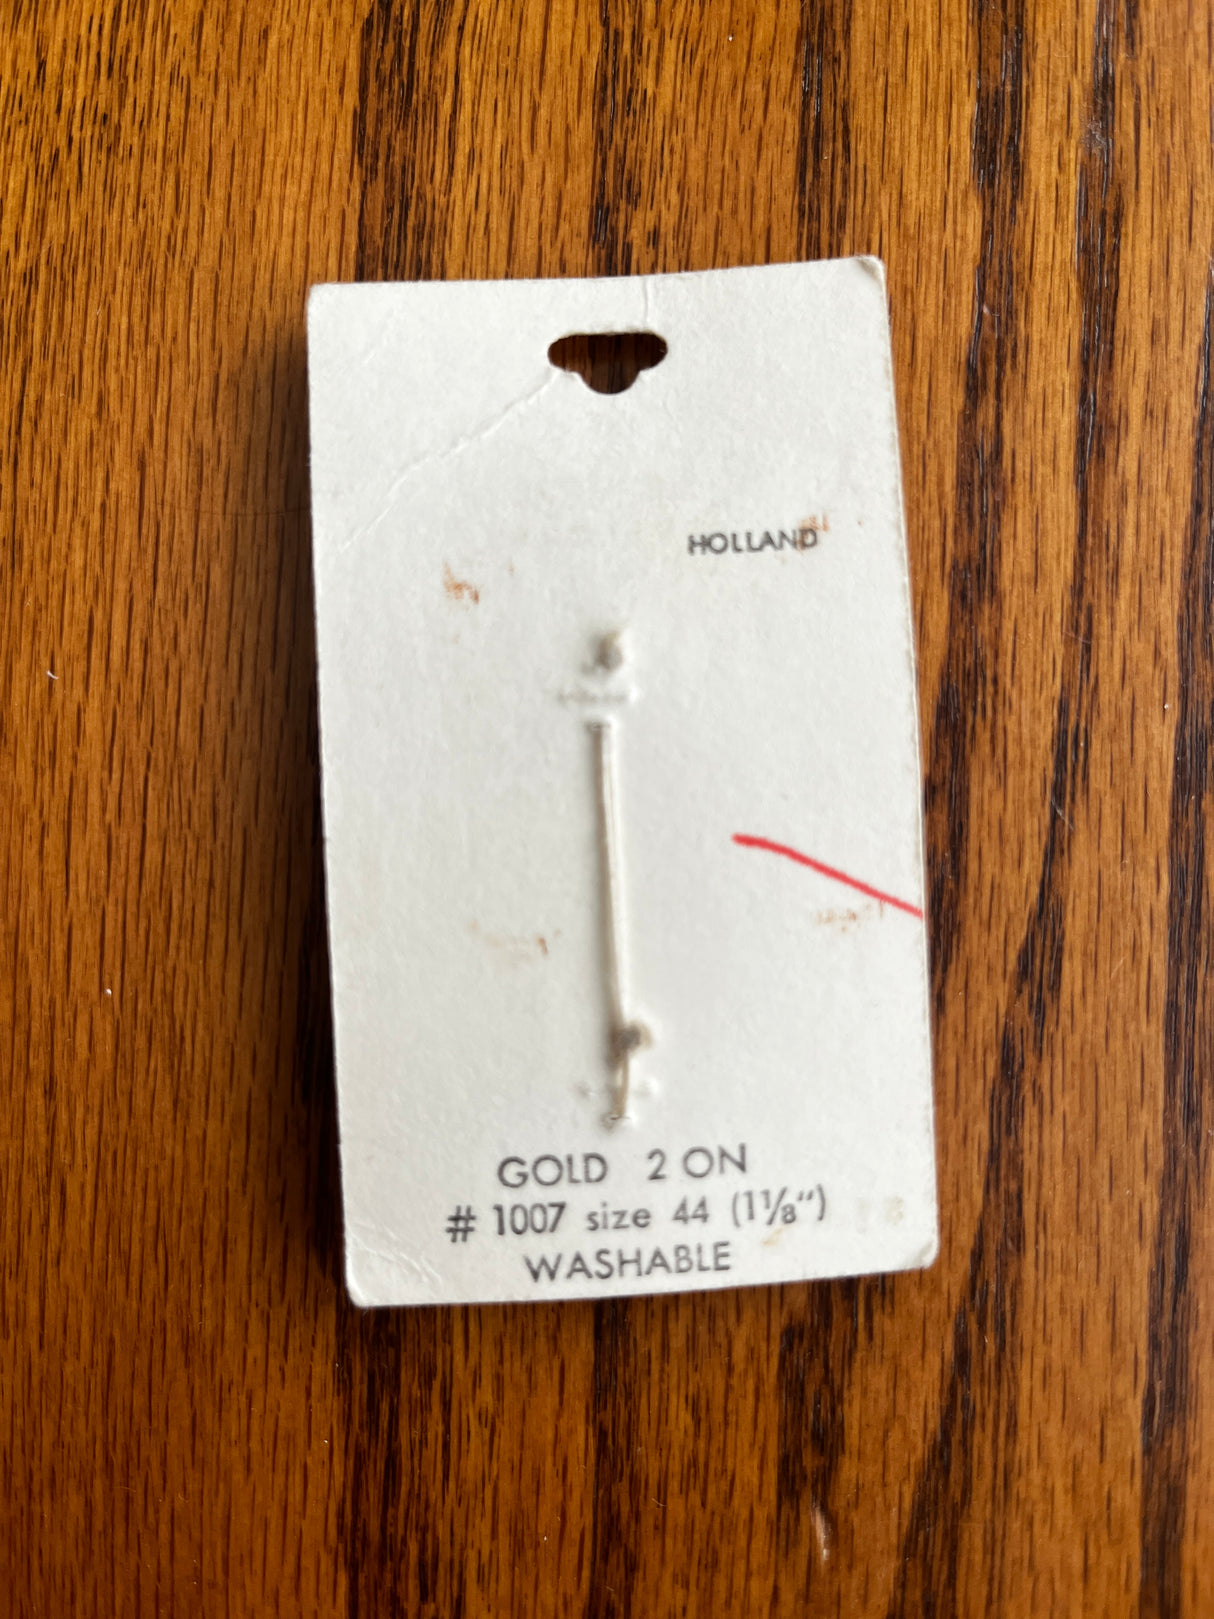 HOLLAND
GOLD 2 ON
# 1007 size 44 (1⅛")
WASHABLE